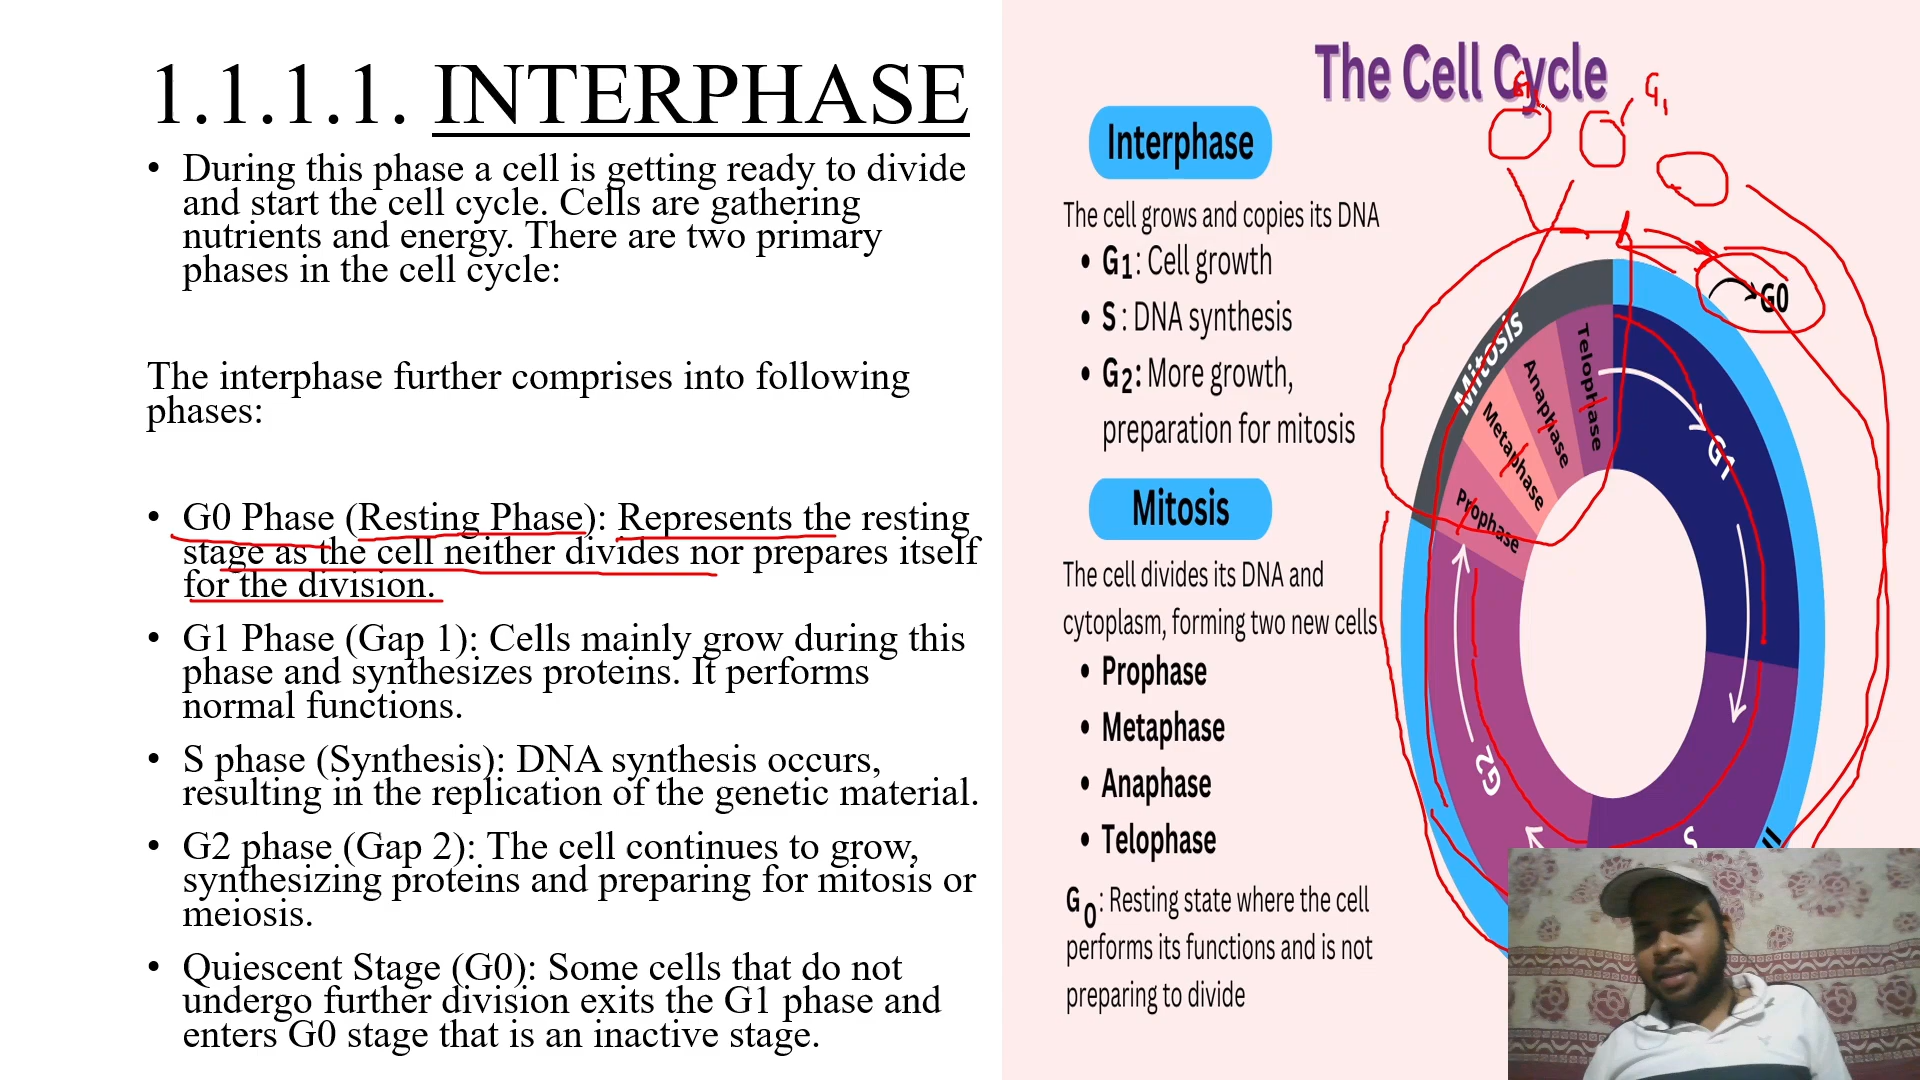 1.1.1.1. INTERPHASE
• During this phase a cell is getting ready to divide
and start the cell cycle. Cells are gathering
nutrients and energy. There are two primary
phases in the cell cycle:
The interphase further comprises into following
phases:
• G0 Phase (Resting Phase): Represents the resting
stage as the cell neither divides nor prepares itself
for the division.
• G1 Phase (Gap 1): Cells mainly grow during this
phase and synthesizes proteins. It performs
normal functions.
• S phase (Synthesis): DNA synthesis occurs,
resulting in the replication of the genetic material.
• G2 phase (Gap 2): The cell continues to grow,
synthesizing proteins and preparing for mitosis or
meiosis.
• Quiescent Stage (G0): Some cells that do not
undergo further division exits the G1 phase and
enters G0 stage that is an inactive stage.
The Cell Cycle
G1
Interphase
The cell grows and copies its DNA
• G1: Cell growth
• S : DNA synthesis
• G2: More growth,
preparation for mitosis
Mitosis
The cell divides its DNA and
cytoplasm, forming two new cells
• Prophase
• Metaphase
• Anaphase
• Telophase
G0: Resting state where the cell
performs its functions and is not
preparing to divide
G0
Mitosis
Telophase
Anaphase
Metaphase
Prophase
G1
G2
S